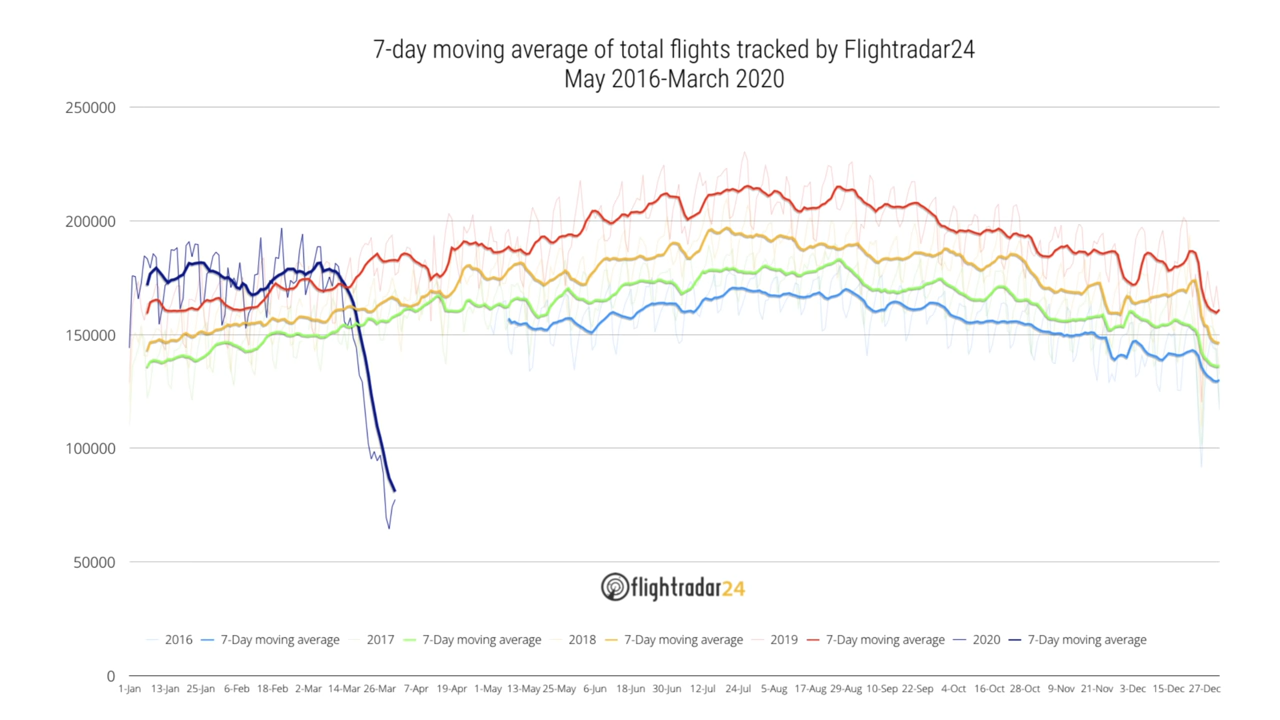 7-day moving average of total flights tracked by Flightradar24
May 2016-March 2020
250000
200000
150000
100000
50000
0
flightradar24
2016 7-Day moving average 2017 7-Day moving average 2018 7-Day moving average 2019 7-Day moving average 2020 7-Day moving average
1-Jan 13-Jan 25-Jan 6-Feb 18-Feb 2-Mar 14-Mar 26-Mar 7-Apr 19-Apr 1-May 13-May 25-May 6-Jun 18-Jun 30-Jun 12-Jul 24-Jul 5-Aug 17-Aug 29-Aug 10-Sep 22-Sep 4-Oct 16-Oct 28-Oct 9-Nov 21-Nov 3-Dec 15-Dec 27-Dec